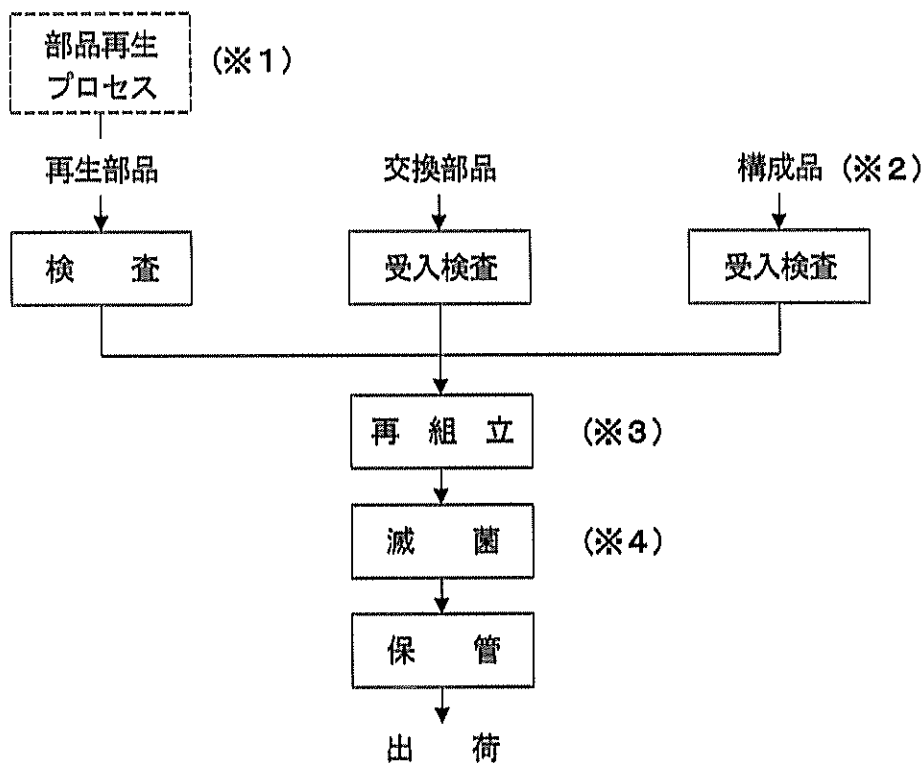 部品再生
プロセス
(※1)
再生部品
交換部品
構成品 (※2)
検 査
受入検査
受入検査
再 組 立
(※3)
滅 菌
(※4)
保 管
出 荷